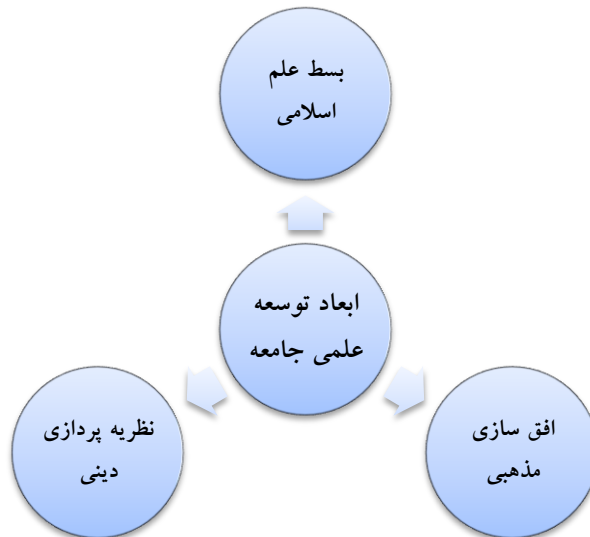 بسط علم
اسلامی
ابعاد توسعه
علمی جامعه
افق سازی
مذهبی
نظریه پردازی
دینی